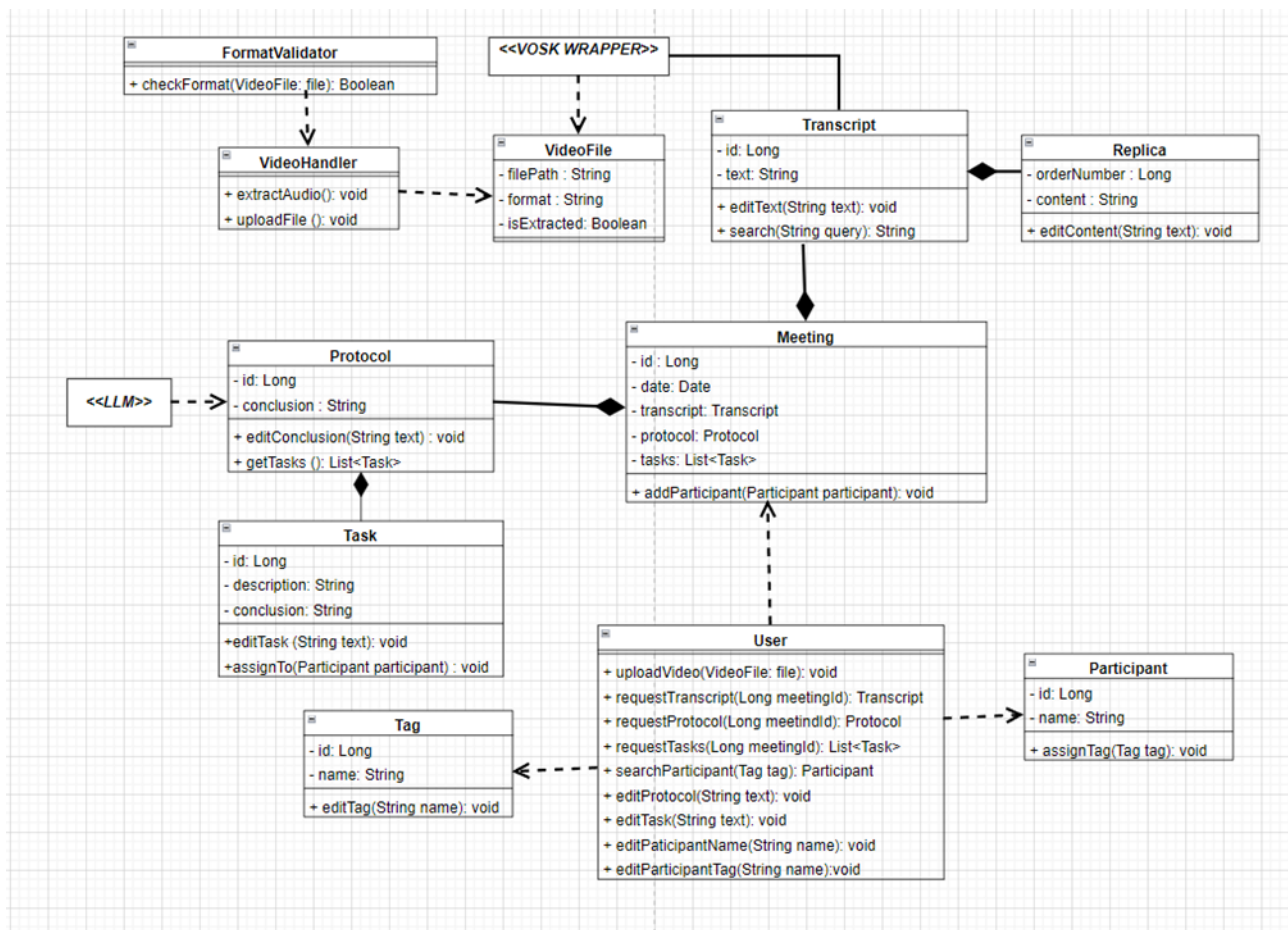 FormatValidator
+ checkFormat(VideoFile: file): Boolean
<<VOSK WRAPPER>>
VideoHandler
+ extractAudio(): void
+ uploadFile (): void
VideoFile
- filePath : String
- format : String
- isExtracted: Boolean
Transcript
- id: Long
- text: String
+ editText(String text): void
+ search(String query): String
Replica
- orderNumber : Long
- content : String
+ editContent(String text): void
<<LLM>>
Protocol
- id: Long
- conclusion : String
+ editConclusion(String text) : void
+ getTasks (): List<Task>
Meeting
- id : Long
- date: Date
- transcript: Transcript
- protocol: Protocol
- tasks: List<Task>
+ addParticipant(Participant participant): void
Task
- id: Long
- description: String
- conclusion: String
+editTask (String text): void
+assignTo(Participant participant) : void
Tag
- id: Long
- name: String
+ editTag(String name): void
User
+ uploadVideo(VideoFile: file): void
+ requestTranscript(Long meetingId): Transcript
+ requestProtocol(Long meetindId): Protocol
+ requestTasks(Long meetingId): List<Task>
+ searchParticipant(Tag tag): Participant
+ editProtocol(String text): void
+ editTask(String text): void
+ editPaticipantName(String name): void
+ editParticipantTag(String name):void
Participant
- id: Long
- name: String
+ assignTag(Tag tag): void